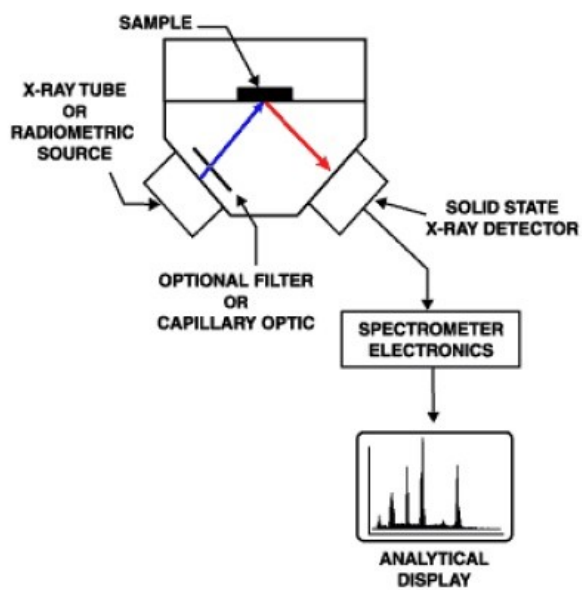 SAMPLE
X-RAY TUBE
OR
RADIOMETRIC
SOURCE
SOLID STATE
X-RAY DETECTOR
OPTIONAL FILTER
OR
CAPILLARY OPTIC
SPECTROMETER
ELECTRONICS
ANALYTICAL
DISPLAY